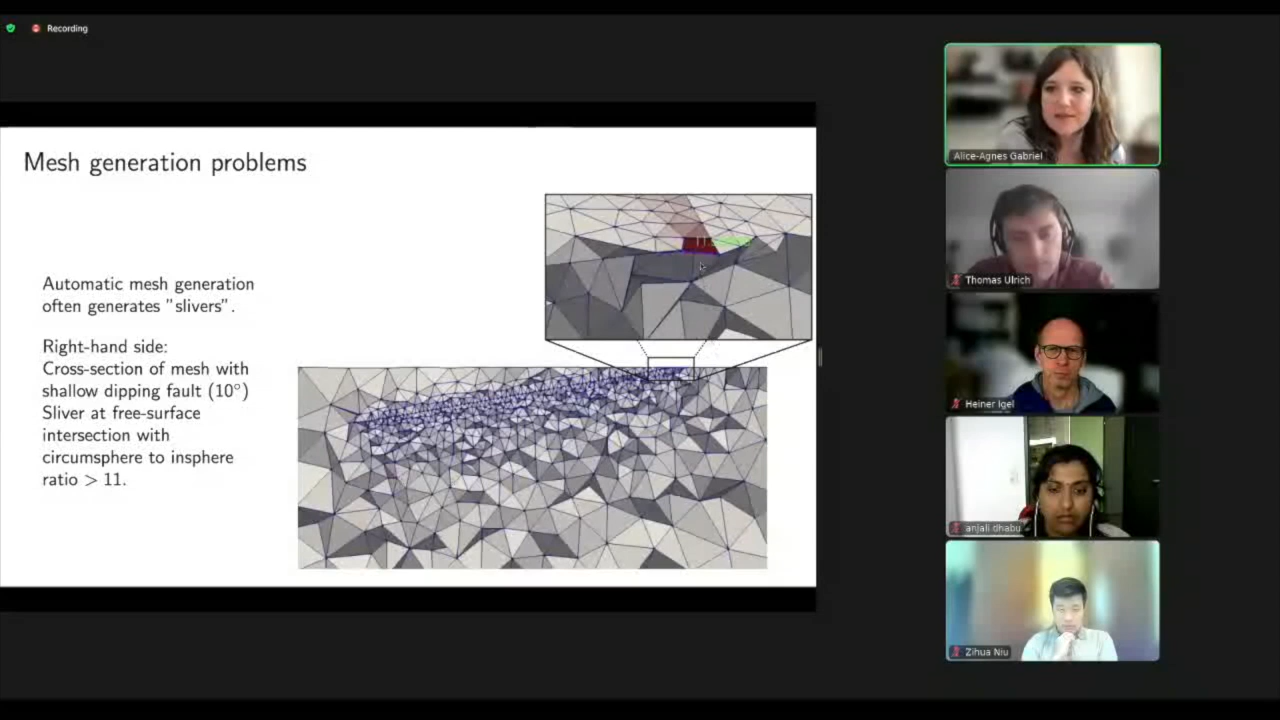 Recording
Mesh generation problems
Automatic mesh generation
often generates "slivers".
Right-hand side:
Cross-section of mesh with
shallow dipping fault (10°)
Sliver at free-surface
intersection with
circumsphere to insphere
ratio > 11.
Alice-Agnes Gabriel
Thomas Ulrich
Heiner Igel
anjali dhabu
Zihua Niu